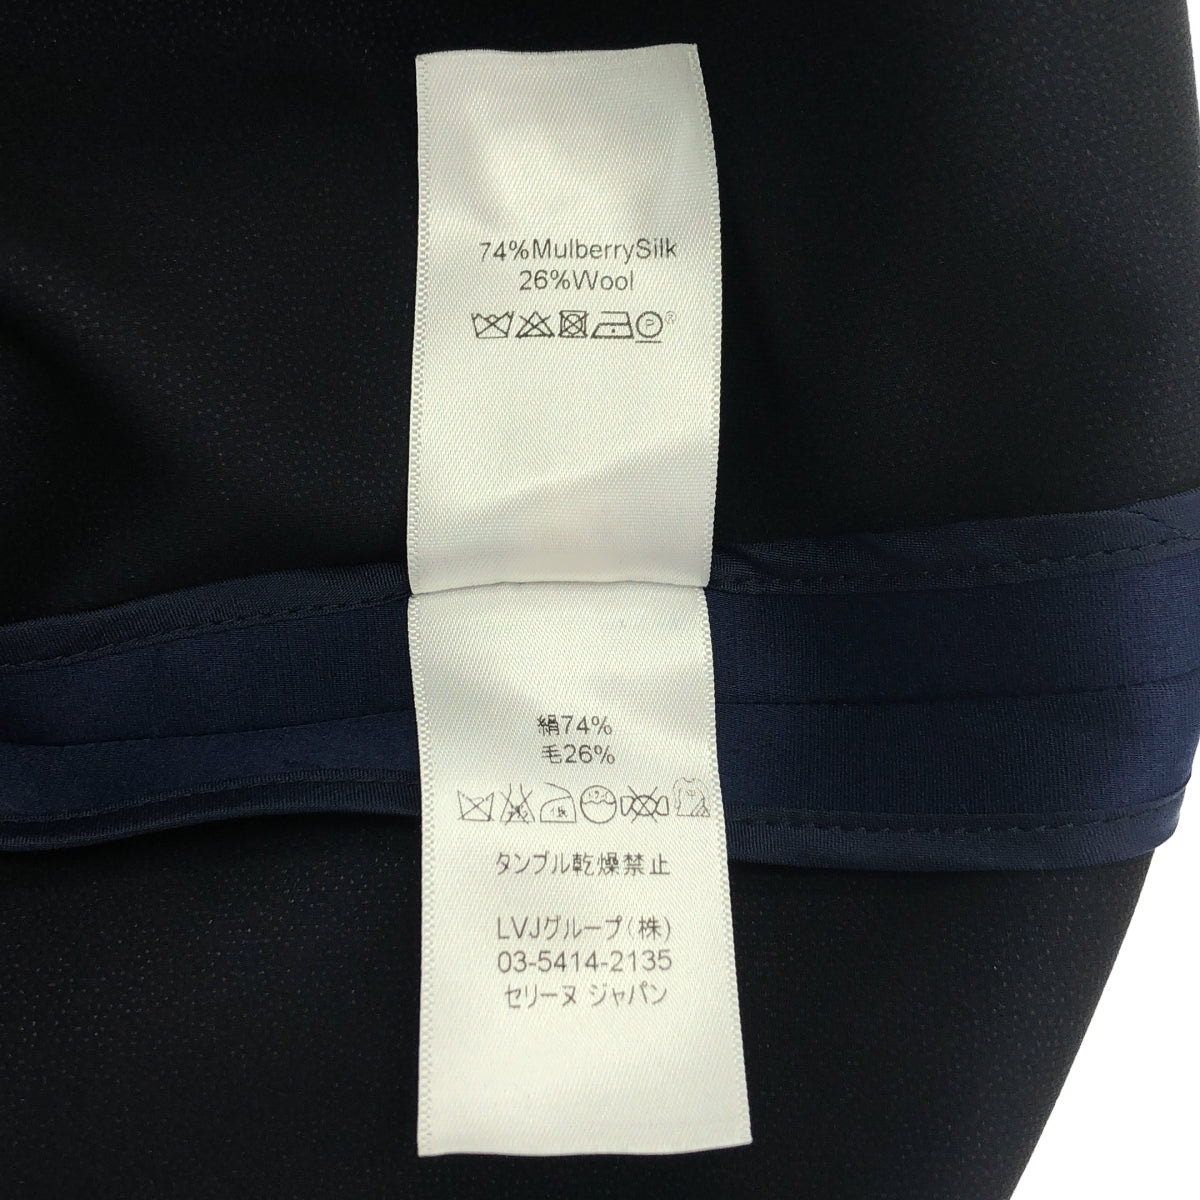 74%MulberrySilk
26%Wool
P®
絹74%
毛26%
タンブル乾燥禁止
LVJグループ(株)
03-5414-2135
セリーヌ ジャパン